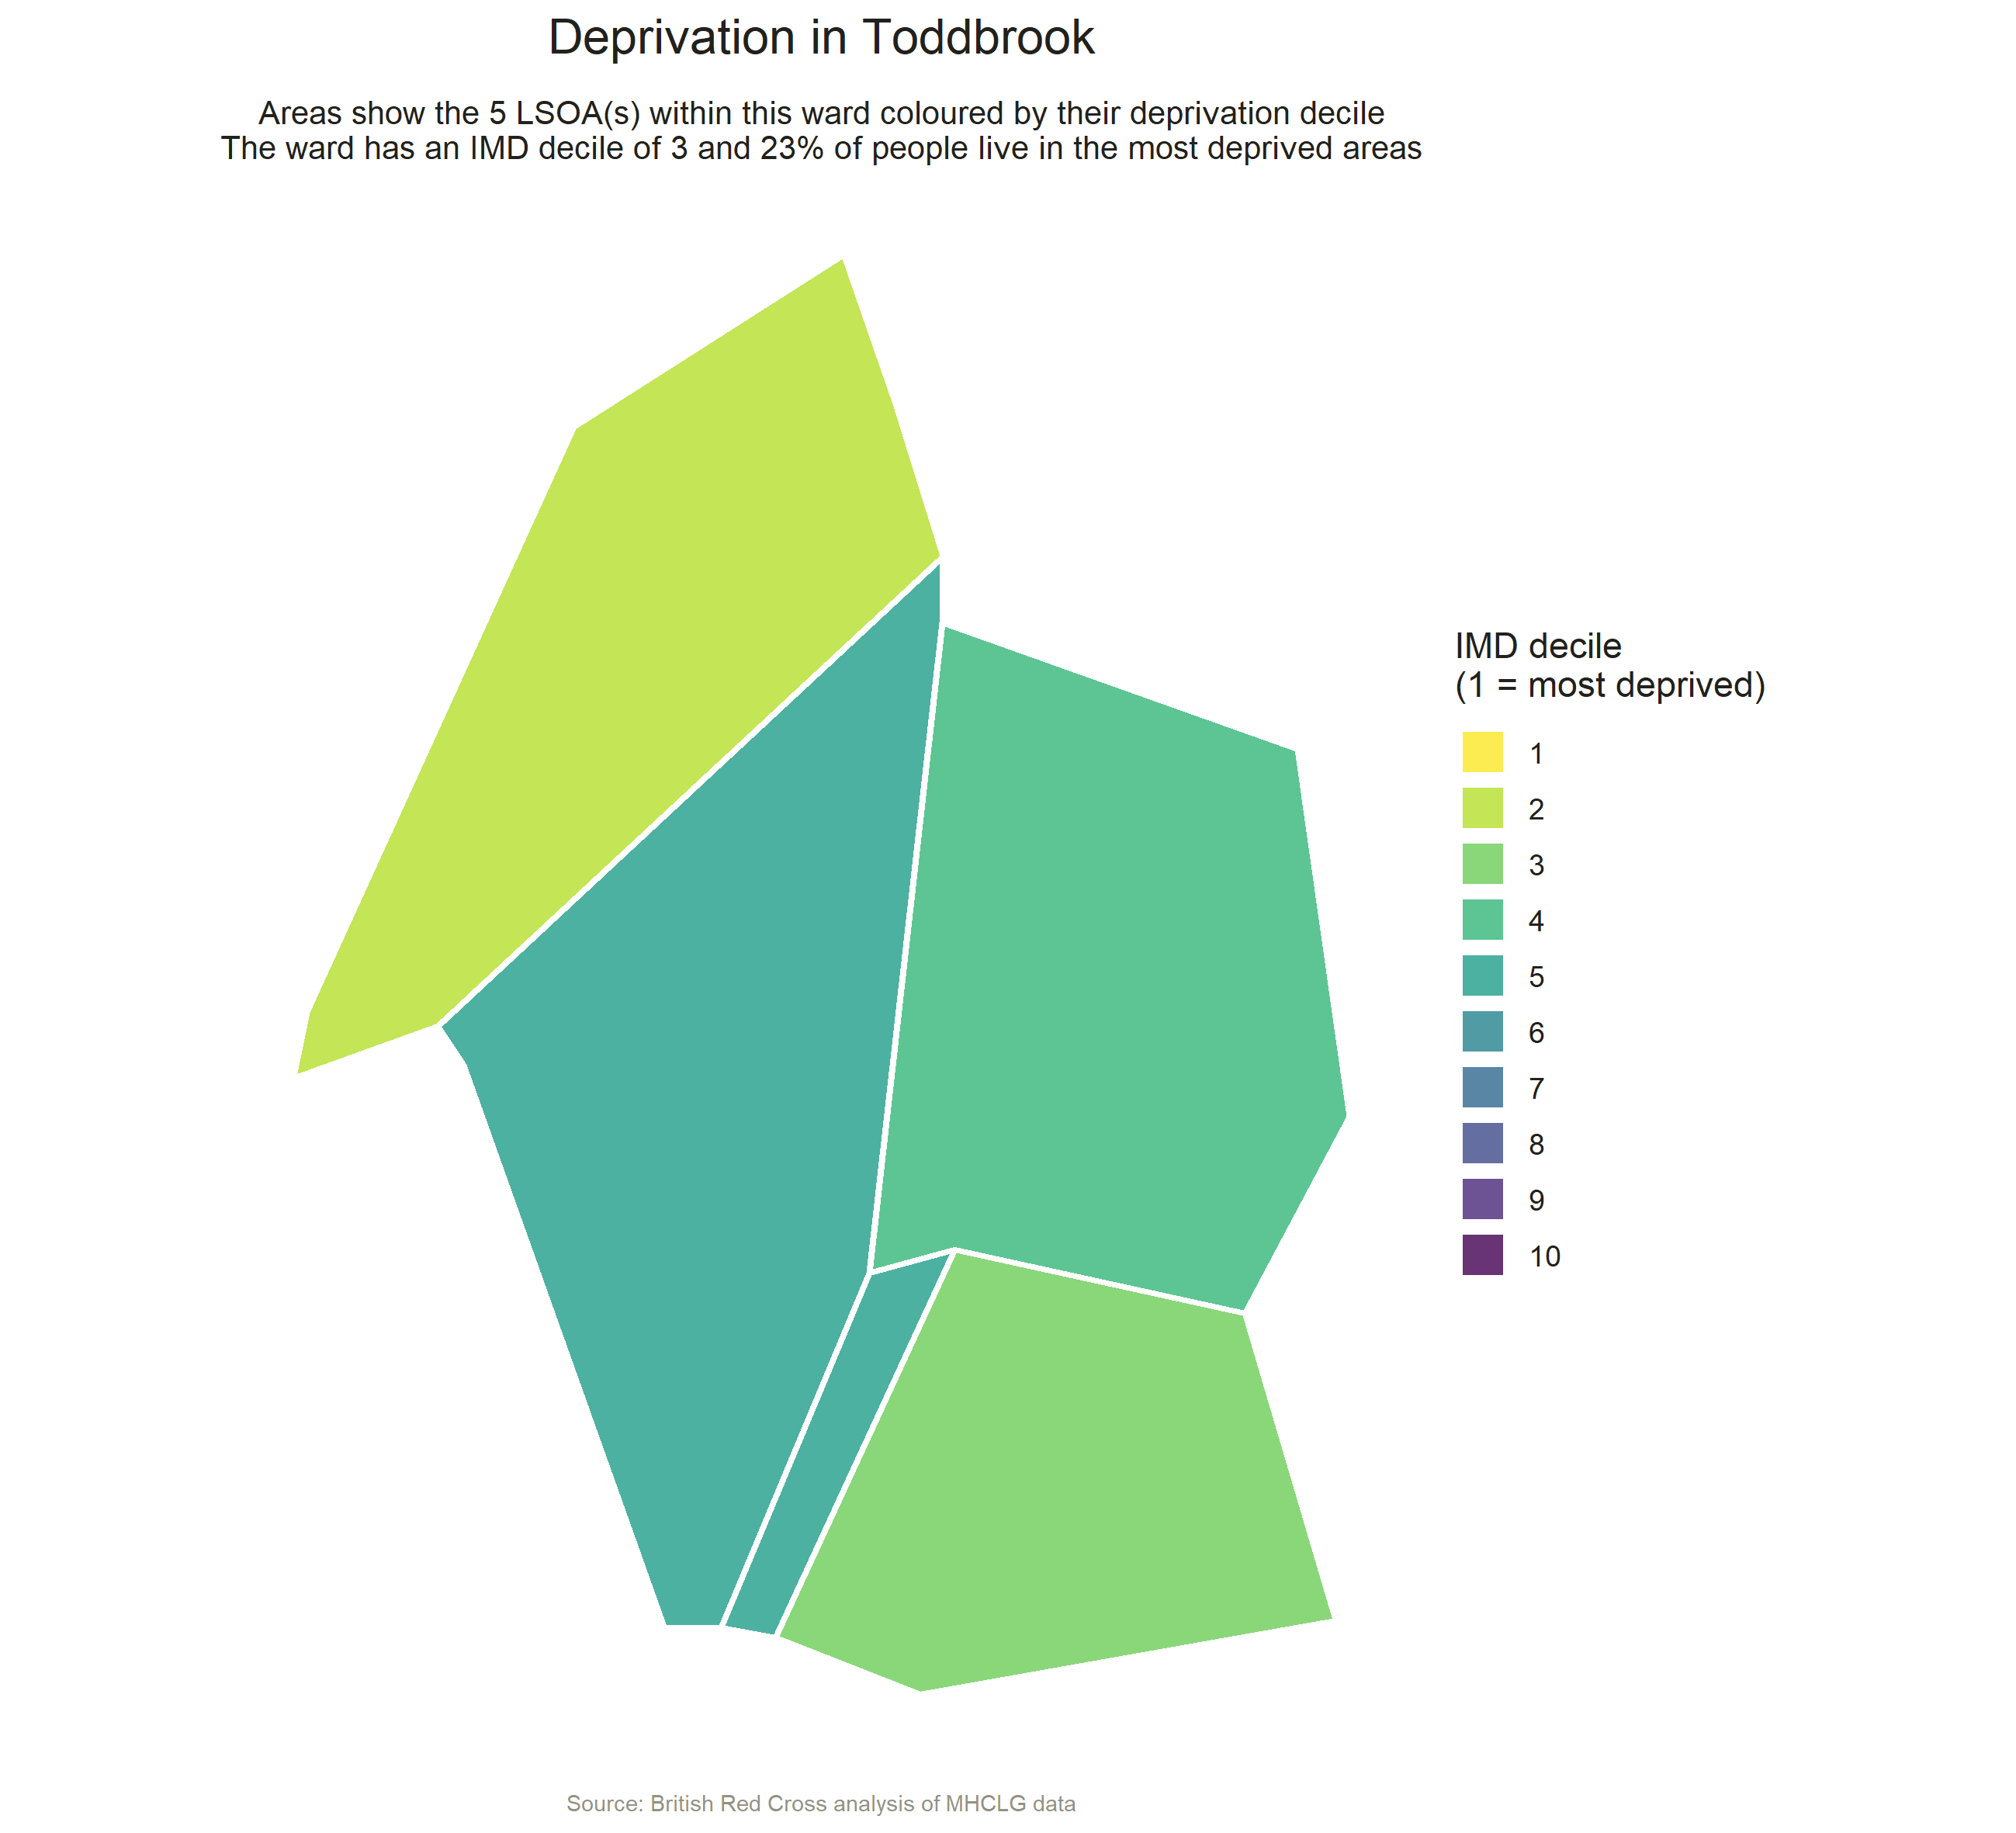 Deprivation in Toddbrook
Areas show the 5 LSOA(s) within this ward coloured by their deprivation decile
The ward has an IMD decile of 3 and 23% of people live in the most deprived areas
IMD decile
(1 = most deprived)
1
2
3
4
5
6
7
8
9
10
Source: British Red Cross analysis of MHCLG data